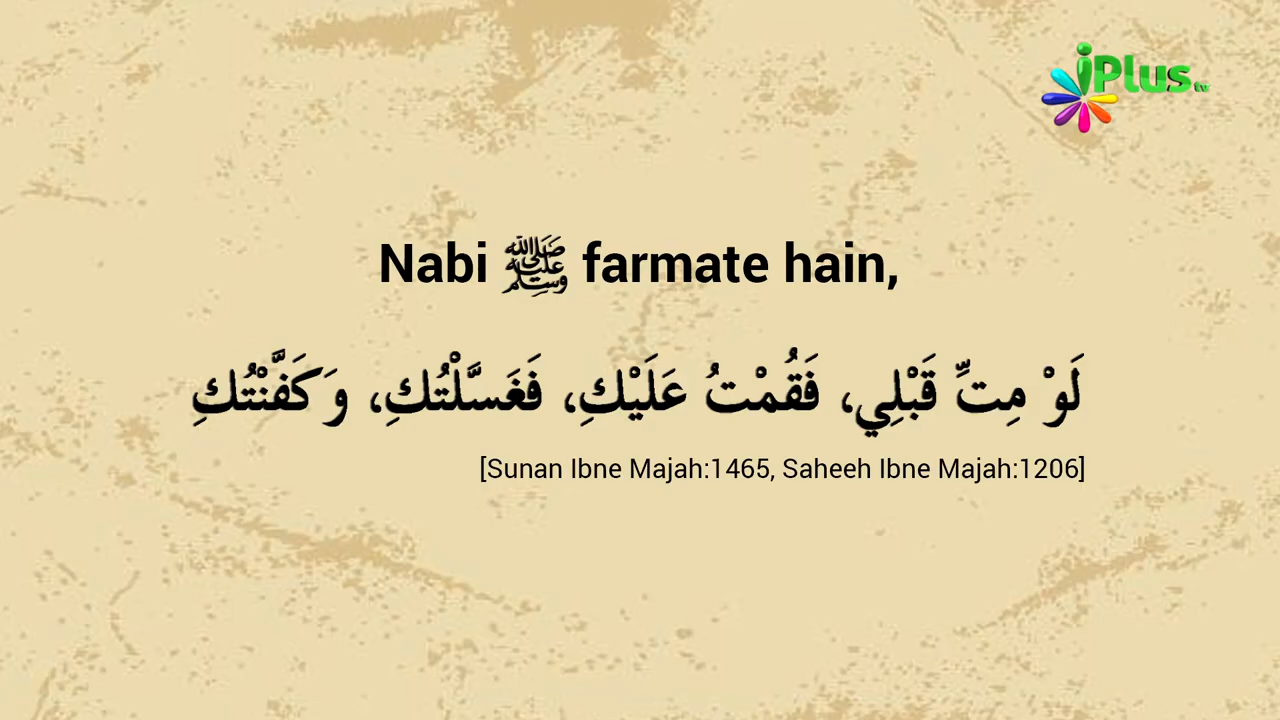 iPlus tv
Nabi ﷺ farmate hain,
لَوْ مِتِّ قَبْلِي، فَقُمْتُ عَلَيْكِ، فَغَسَّلْتُكِ، وَكَفَّنْتُكِ
[Sunan Ibne Majah:1465, Saheeh Ibne Majah:1206]